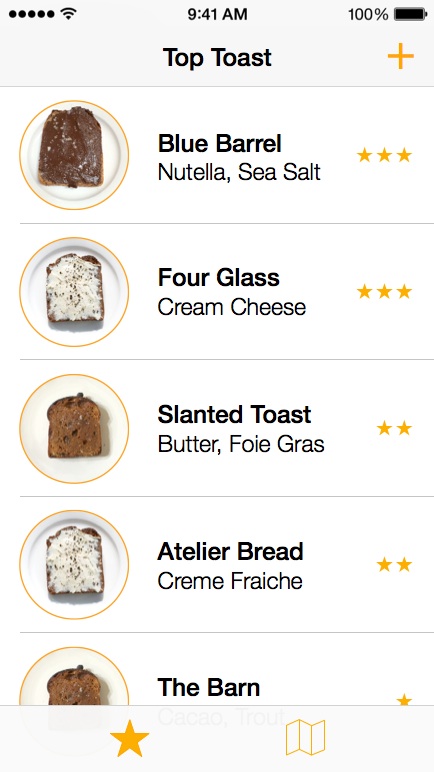 9:41 AM
100%
Top Toast
Blue Barrel
Nutella, Sea Salt
Four Glass
Cream Cheese
Slanted Toast
Butter, Foie Gras
Atelier Bread
Creme Fraiche
The Barn
Cacao, Trout